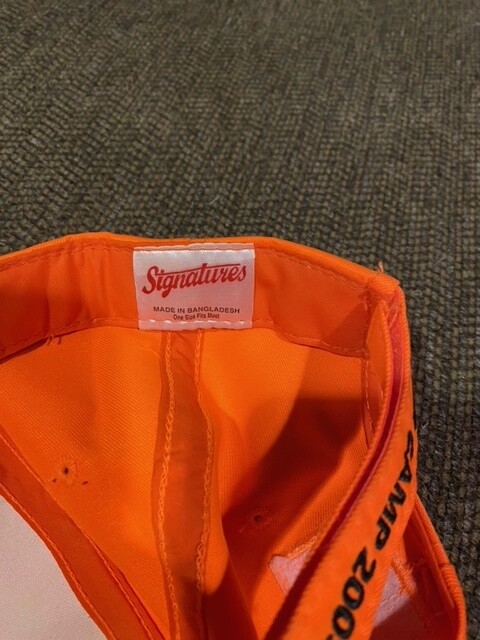 Signatures
MADE IN BANGLADESH
One Size Fits Most
CAMP 200